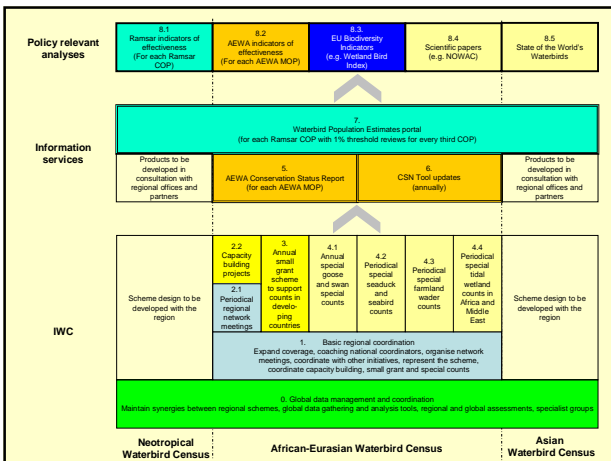 Policy relevant
analyses
8.1
Ramsar indicators of
effectiveness
(For each Ramsar
COP)
8.2
AEWA indicators of
effectiveness
(For each AEWA MOP)
8.3.
EU Biodiversity
Indicators
(e.g. Wetland Bird
Index)
8.4
Scientific papers
(e.g. NOWAC)
8.5
State of the World's
Waterbirds
Information
services
7.
Waterbird Population Estimates portal
(for each Ramsar COP with 1% threshold reviews for every third COP)
Products to be
developed in
consultation with
regional offices and
partners
5.
AEWA Conservation Status Report
(for each AEWA MOP)
6.
CSN Tool updates
(annually)
Products to be
developed in
consultation with
regional offices and
partners
IWC
Scheme design to be
developed with the
region
2.2
Capacity
building
projects
2.1
Periodical
regional
network
meetings
3.
Annual
small
grant
scheme
to support
counts in
develo-
ping
countries
4.1
Annual
special
goose
and swan
special
counts
4.2
Periodical
special
seaduck
and
seabird
counts
4.3
Periodical
special
farmland
wader
counts
4.4
Periodical
special
tidal
wetland
counts in
Africa and
Middle
East
Scheme design to be
developed with the
region
1. Basic regional coordination
Expand coverage, coaching national coordinators, organise network
meetings, coordinate with other initiatives, represent the scheme,
coordinate capacity building, small grant and special counts
0. Global data management and coordination
Maintain synergies between regional schemes, global data gathering and analysis tools, regional and global assessments, specialist groups
Neotropical
Waterbird Census
African-Eurasian Waterbird Census
Asian
Waterbird Census